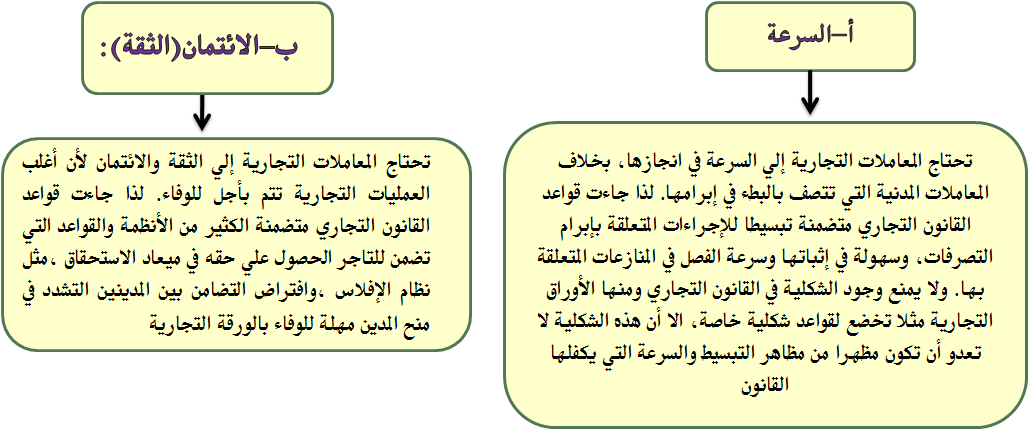 أ-السرعة
تحتاج المعاملات التجارية إلي السرعة في انجازها، بخلاف
المعاملات المدنية التي تتصف بالبطء في إبرامها. لذا جاءت قواعد
القانون التجاري متضمنة تبسيطا للإجراءات المتعلقة بإبرام
التصرفات، وسهولة في إثباتها وسرعة الفصل في المنازعات المتعلقة
بها. ولا يمنع وجود الشكلية في القانون التجاري ومنها الأوراق
التجارية مثلا تخضع لقواعد شكلية خاصة، الا أن هذه الشكلية لا
تعدو أن تكون مظهرا من مظاهر التبسيط والسرعة التي يكفلها
القانون
ب-الائتمان(الثقة):
تحتاج المعاملات التجارية إلي الثقة والائتمان لأن أغلب
العمليات التجارية تتم بأجل للوفاء. لذا جاءت قواعد
القانون التجاري متضمنة الكثير من الأنظمة والقواعد التي
تضمن للتاجر الحصول علي حقه في ميعاد الاستحقاق ،مثل
نظام الإفلاس ،وافتراض التضامن بين المدينين التشدد في
منح المدين مهلة للوفاء بالورقة التجارية